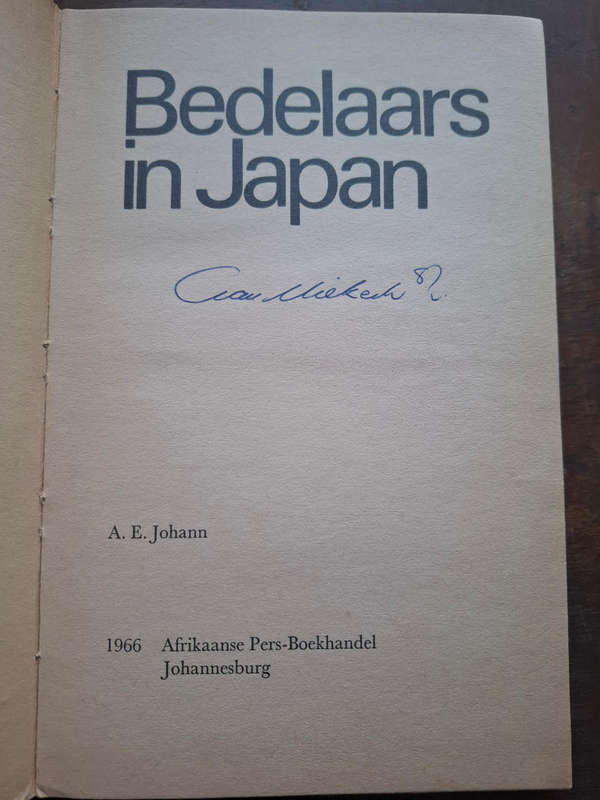 Bedelaars
in Japan
A. E. Johann
1966 Afrikaanse Pers-Boekhandel
Johannesburg